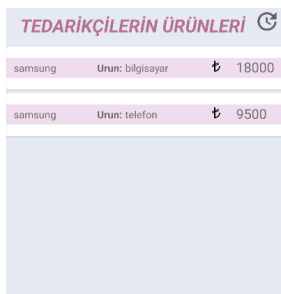 TEDARİKÇİLERİN ÜRÜNLERİ
samsung Urun: bilgisayar ₺ 18000
samsung Urun: telefon ₺ 9500